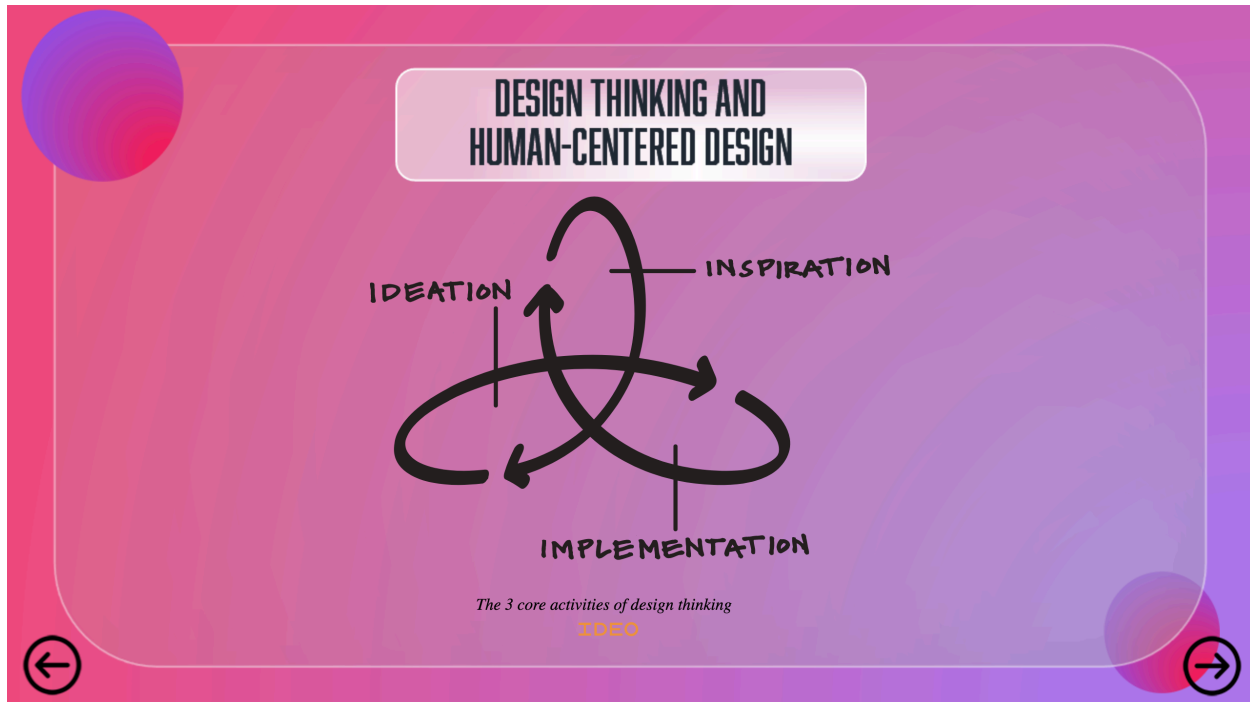 DESIGN THINKING AND
HUMAN-CENTERED DESIGN
INSPIRATION
IDEATION
IMPLEMENTATION
The 3 core activities of design thinking
IDEO